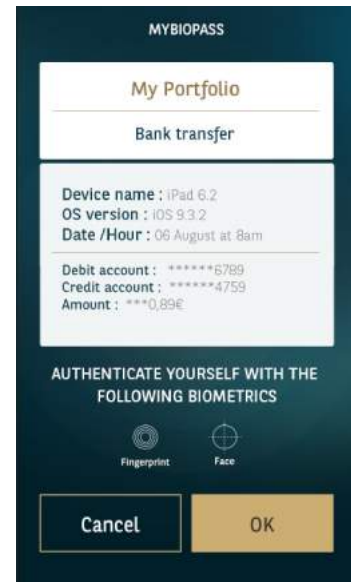 MYBIOPASS
My Portfolio
Bank transfer
Device name : iPad 6.2
OS version : iOS 9.3.2
Date /Hour : 06 August at 8am
Debit account : ******6789
Credit account : ******4759
Amount : ***0,89€
AUTHENTICATE YOURSELF WITH THE
FOLLOWING BIOMETRICS
Fingerprint Face
Cancel OK